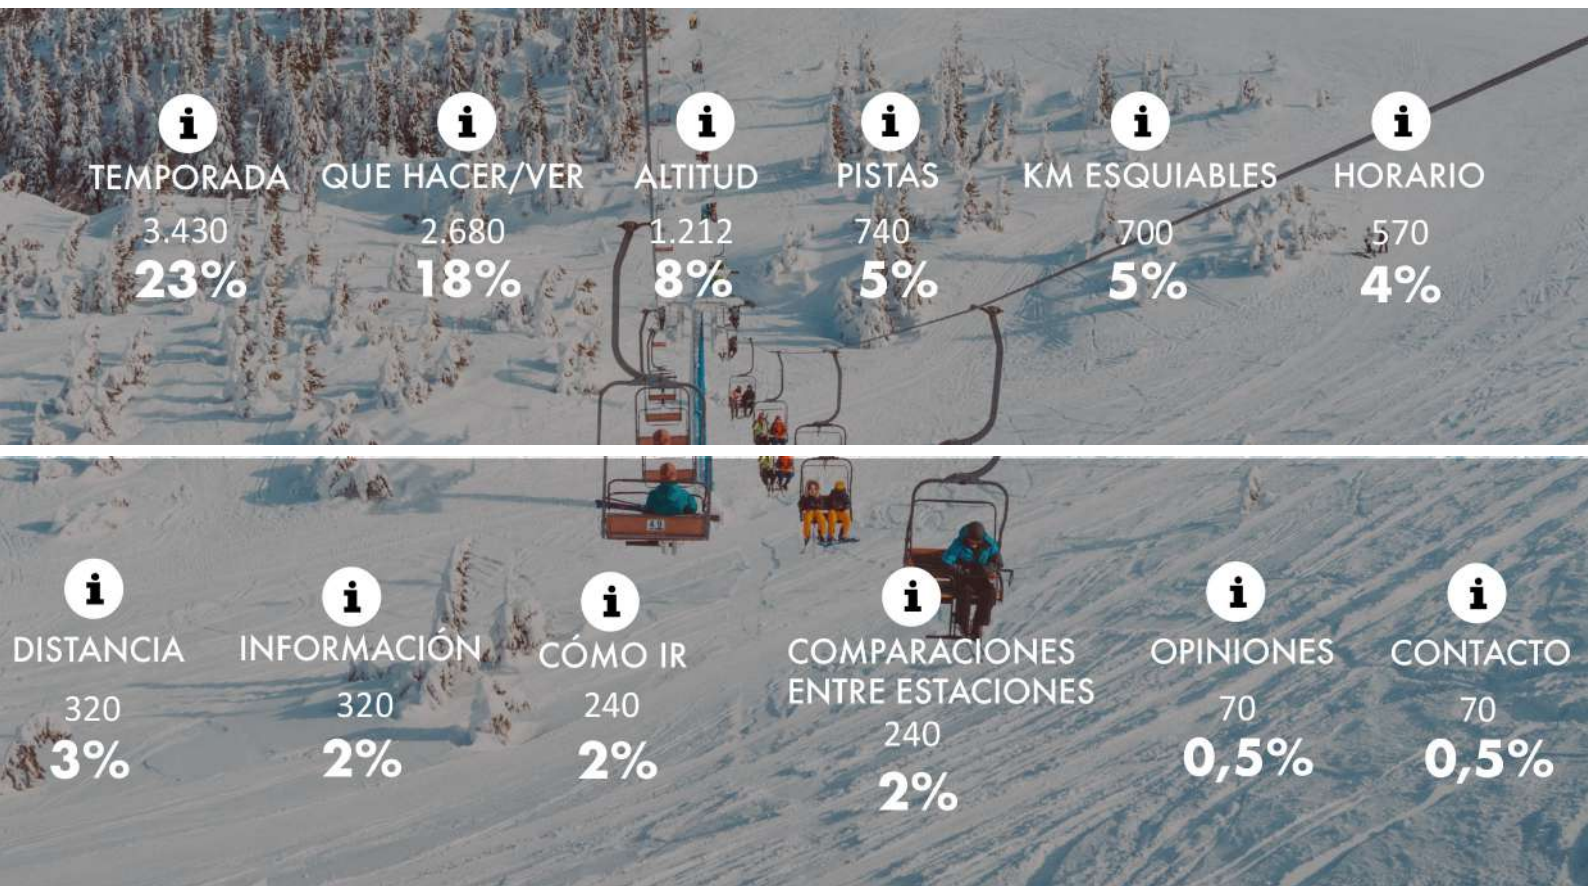 i i i i i i
TEMPORADA QUE HACER/VER ALTITUD PISTAS KM ESQUIABLES HORARIO
3.430 2.680 1.212 740 700 570
23% 18% 8% 5% 5% 4%
i i i i i i
DISTANCIA INFORMACIÓN CÓMO IR COMPARACIONES OPINIONES CONTACTO
ENTRE ESTACIONES
320 320 240 240 70 70
3% 2% 2% 2% 0,5% 0,5%